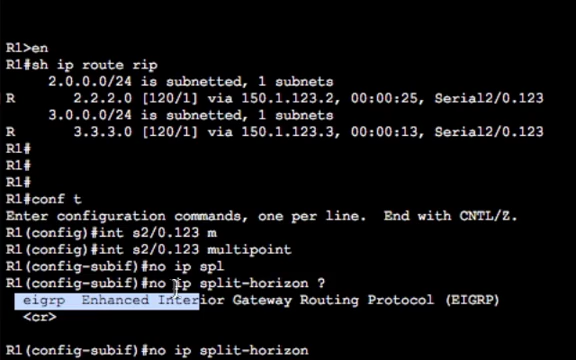 R1>en
R1#sh ip route rip
2.0.0.0/24 is subnetted, 1 subnets
R 2.2.2.0 [120/1] via 150.1.123.2, 00:00:25, Serial2/0.123
3.0.0.0/24 is subnetted, 1 subnets
R 3.3.3.0 [120/1] via 150.1.123.3, 00:00:13, Serial2/0.123
R1#
R1#
R1#
R1#conf t
Enter configuration commands, one per line. End with CNTL/Z.
R1(config)#int s2/0.123 m
R1(config)#int s2/0.123 multipoint
R1(config-subif)#no ip spl
R1(config-subif)#no ip split-horizon ?
eigrp Enhanced Interior Gateway Routing Protocol (EIGRP)
<cr>
R1(config-subif)#no ip split-horizon